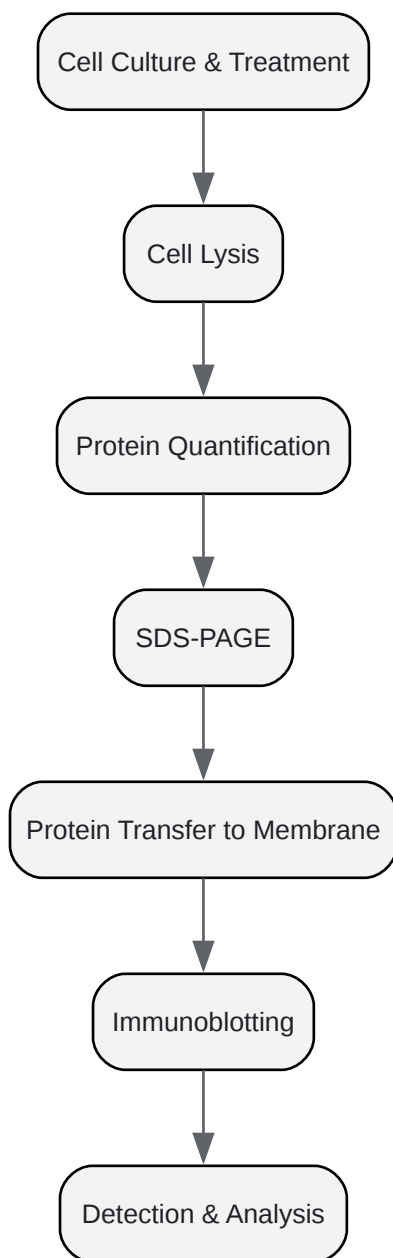 Cell Culture & Treatment
Cell Lysis
Protein Quantification
SDS-PAGE
Protein Transfer to Membrane
Immunoblotting
Detection & Analysis